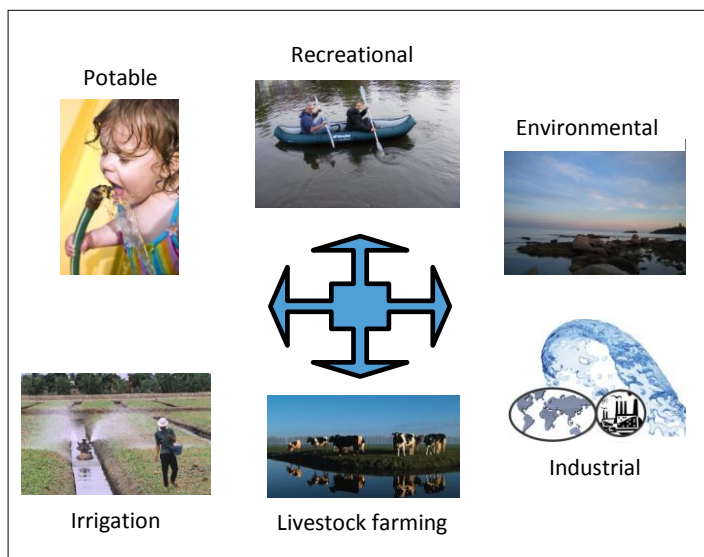 Recreational
Potable
Environmental
Industrial
Irrigation
Livestock farming